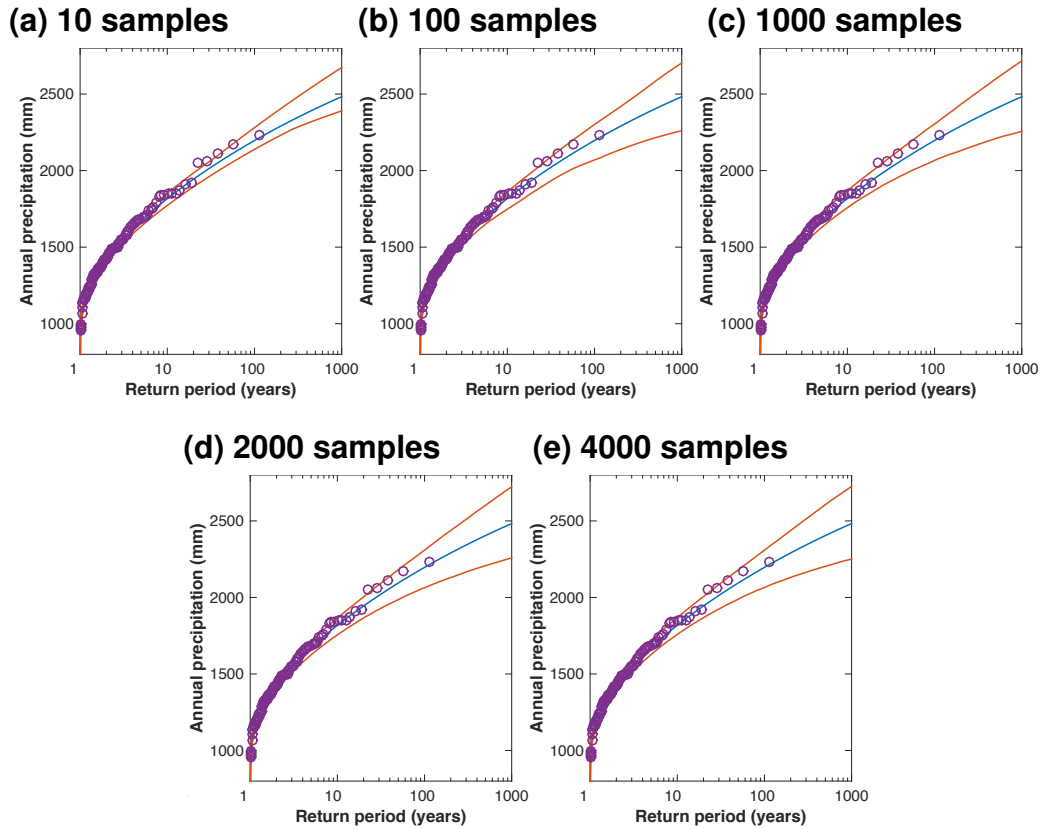 (a) 10 samples
(b) 100 samples
(c) 1000 samples
Annual precipitation (mm)
2500
2000
1500
1000
1
10
100
1000
Return period (years)
Annual precipitation (mm)
2500
2000
1500
1000
1
10
100
1000
Return period (years)
Annual precipitation (mm)
2500
2000
1500
1000
1
10
100
1000
Return period (years)
(d) 2000 samples
(e) 4000 samples
Annual precipitation (mm)
2500
2000
1500
1000
1
10
100
1000
Return period (years)
Annual precipitation (mm)
2500
2000
1500
1000
1
10
100
1000
Return period (years)